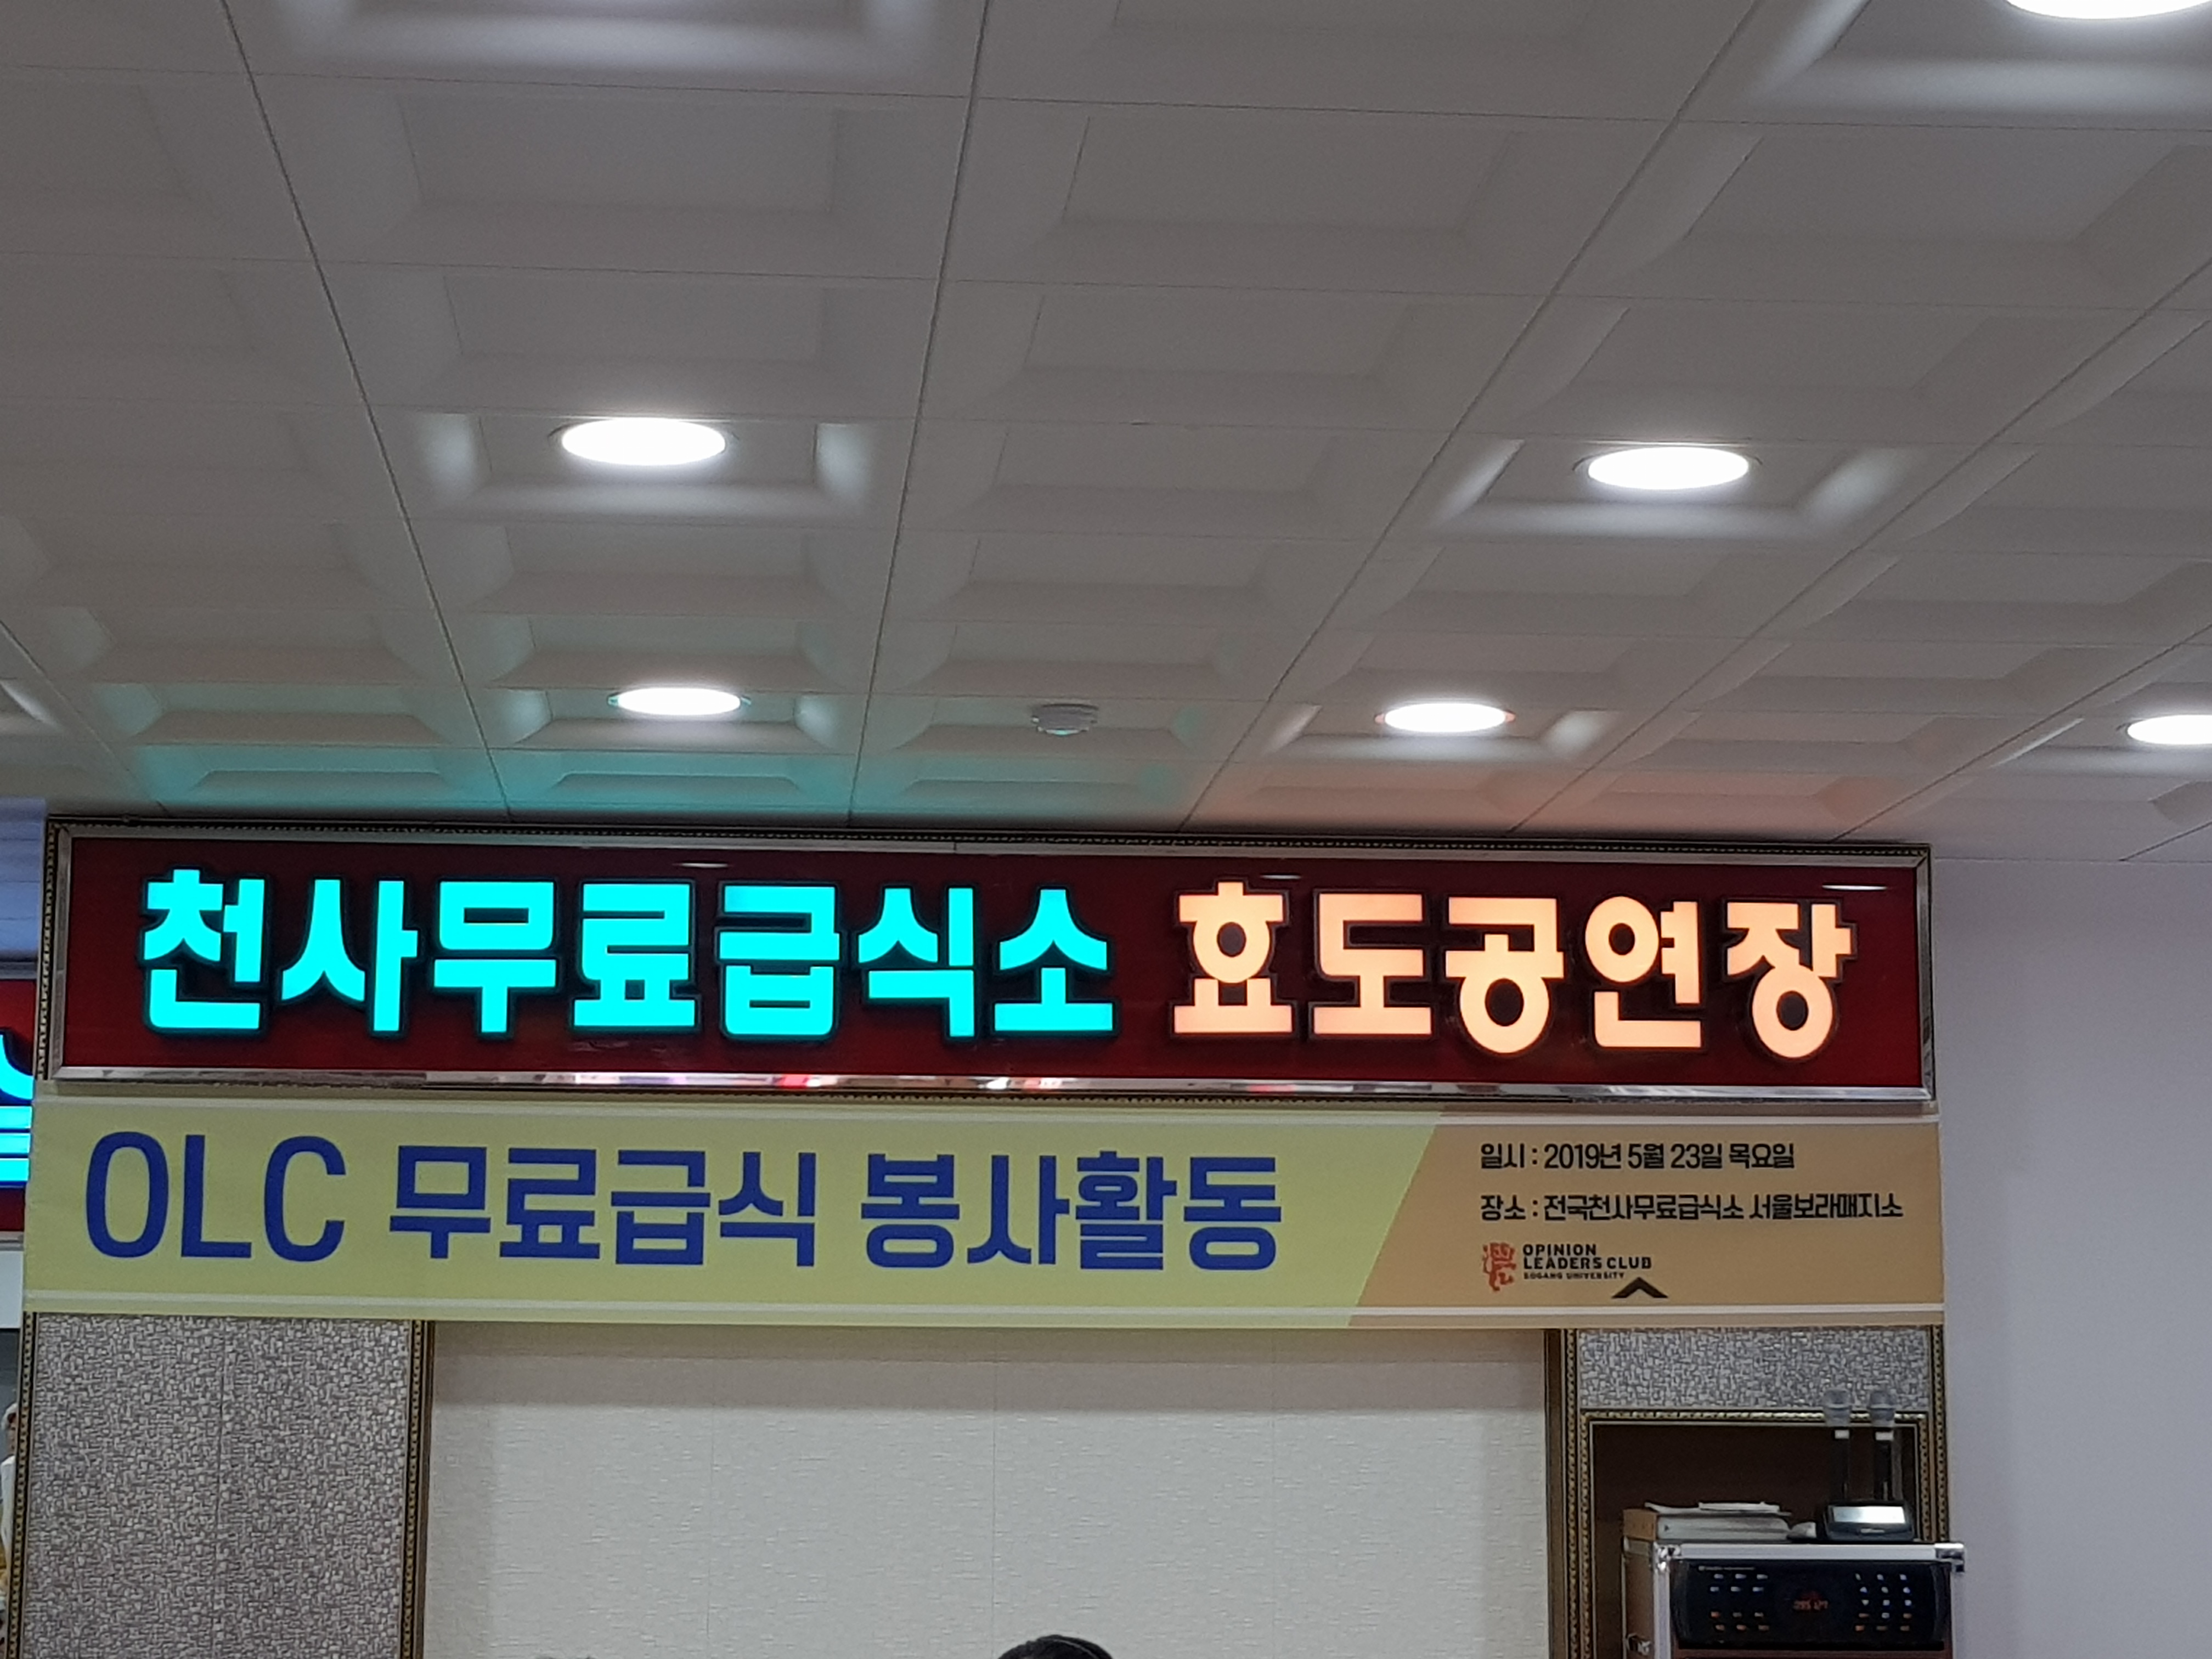 천사무료급식소 효도공연장
OLC 무료급식 봉사활동
일시 : 2019년 5월 23일 목요일
장소 : 전국천사무료급식소 서울보라매지소
OPINION
LEADERS CLUB
SOGANG UNIVERSITY